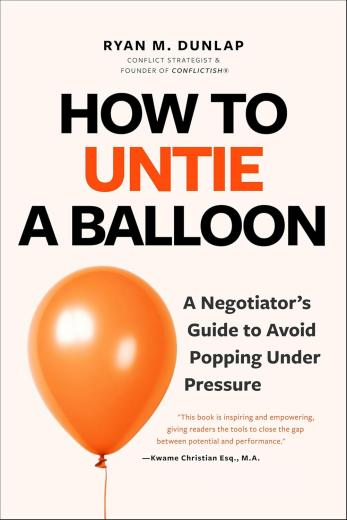 RYAN M. DUNLAP
CONFLICT STRATEGIST &
FOUNDER OF CONFLICTISH®
HOW TO
UNTIE
A BALLOON
A Negotiator's
Guide to Avoid
Popping Under
Pressure
"This book is inspiring and empowering,
giving readers the tools to close the gap
between potential and performance."
—Kwame Christian Esq., M.A.